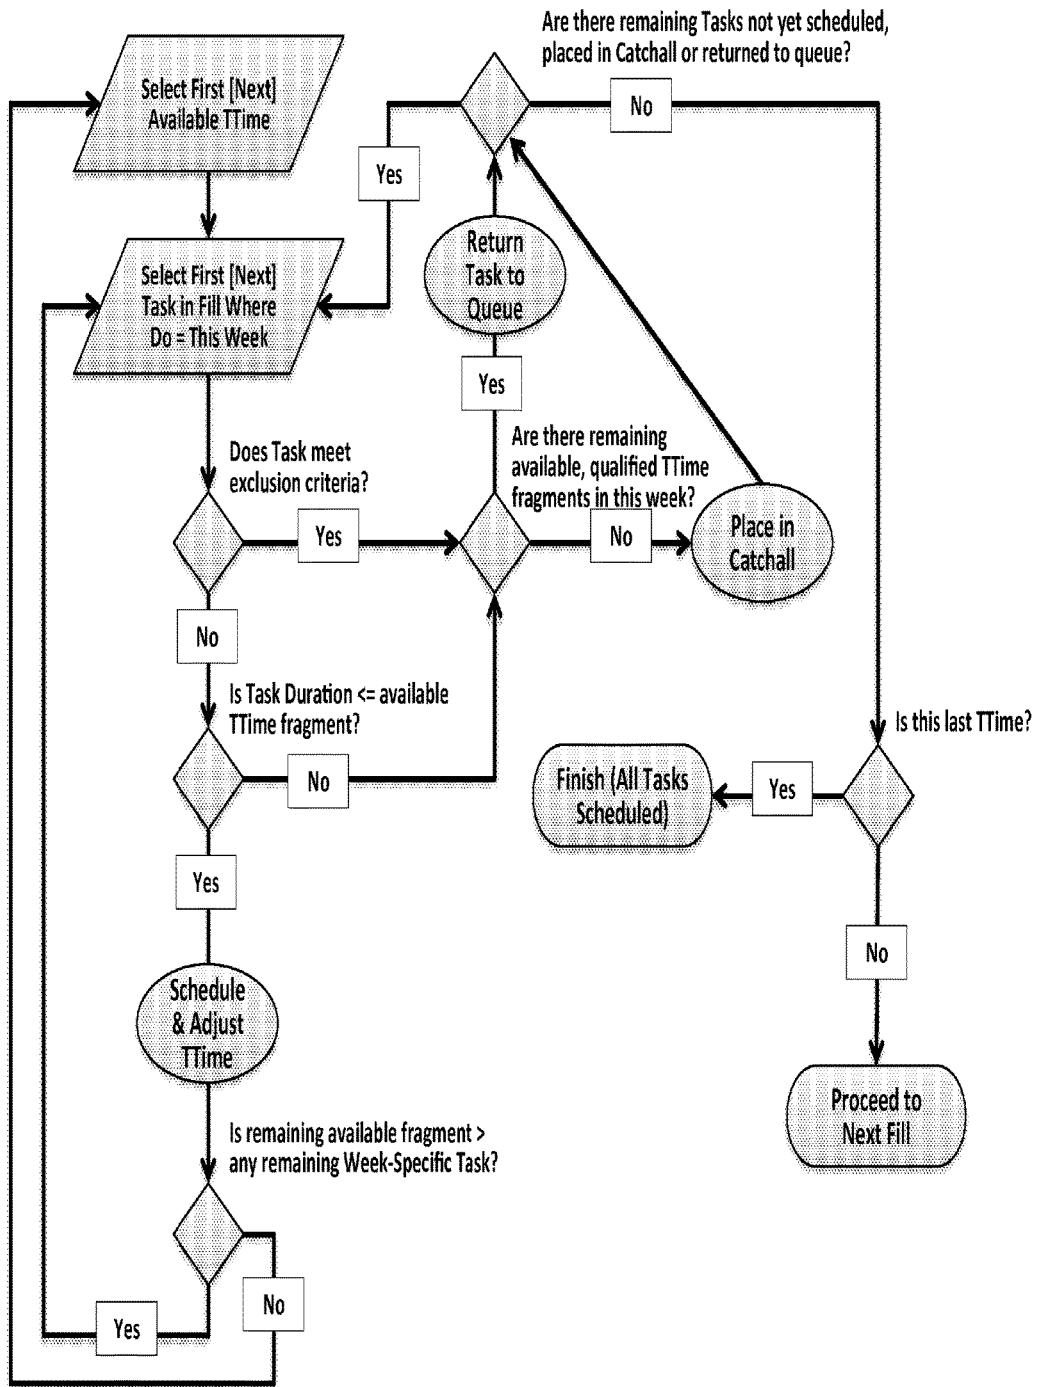 Are there remaining Tasks not yet scheduled,
placed in Catchall or returned to queue?
Select First [Next]
Available TTime
No
Yes
Select First [Next]
Task in Fill Where
Do = This Week
Return
Task to
Queue
Yes
Does Task meet
exclusion criteria?
Are there remaining
available, qualified TTime
fragments in this week?
Yes
No
Place in
Catchall
No
Is Task Duration <= available
TTime fragment?
No
Is this last TTime?
Finish (All Tasks
Scheduled)
Yes
Yes
No
Schedule
& Adjust
TTime
Proceed to
Next Fill
Is remaining available fragment >
any remaining Week-Specific Task?
No
Yes